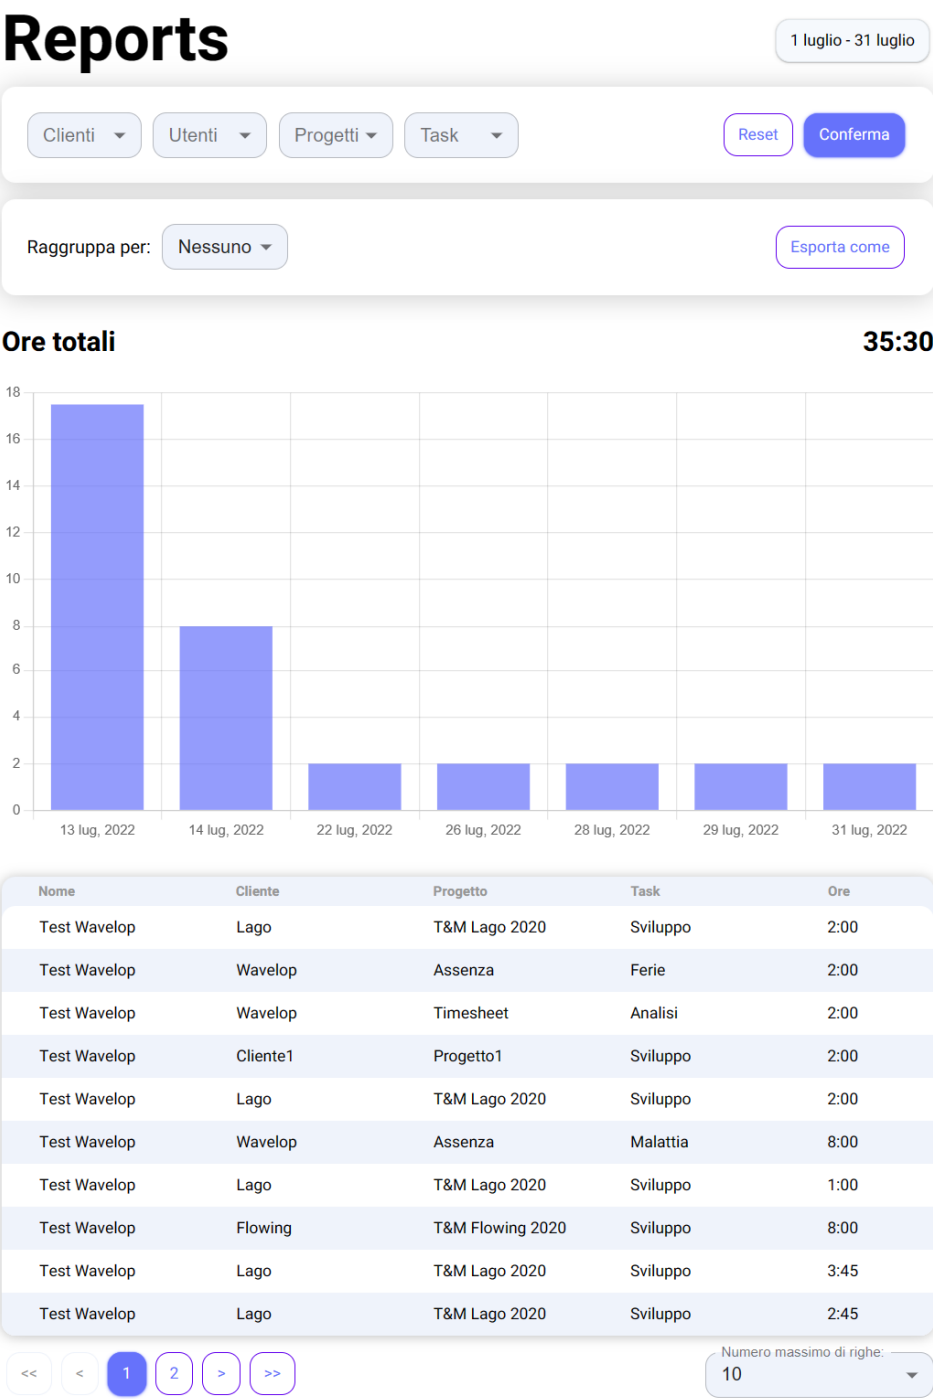 Reports
1 luglio - 31 luglio
Clienti Utenti Progetti Task Reset Conferma
Raggruppa per: Nessuno Esporta come
Ore totali 35:30
18
16
14
12
10
8
6
4
2
0
13 lug, 2022 14 lug, 2022 22 lug, 2022 26 lug, 2022 28 lug, 2022 29 lug, 2022 31 lug, 2022
Nome Cliente Progetto Task Ore
Test Wavelop Lago T&M Lago 2020 Sviluppo 2:00
Test Wavelop Wavelop Assenza Ferie 2:00
Test Wavelop Wavelop Timesheet Analisi 2:00
Test Wavelop Cliente1 Progetto1 Sviluppo 2:00
Test Wavelop Lago T&M Lago 2020 Sviluppo 2:00
Test Wavelop Wavelop Assenza Malattia 8:00
Test Wavelop Lago T&M Lago 2020 Sviluppo 1:00
Test Wavelop Flowing T&M Flowing 2020 Sviluppo 8:00
Test Wavelop Lago T&M Lago 2020 Sviluppo 3:45
Test Wavelop Lago T&M Lago 2020 Sviluppo 2:45
Numero massimo di righe:
<< < 1 2 > >> 10